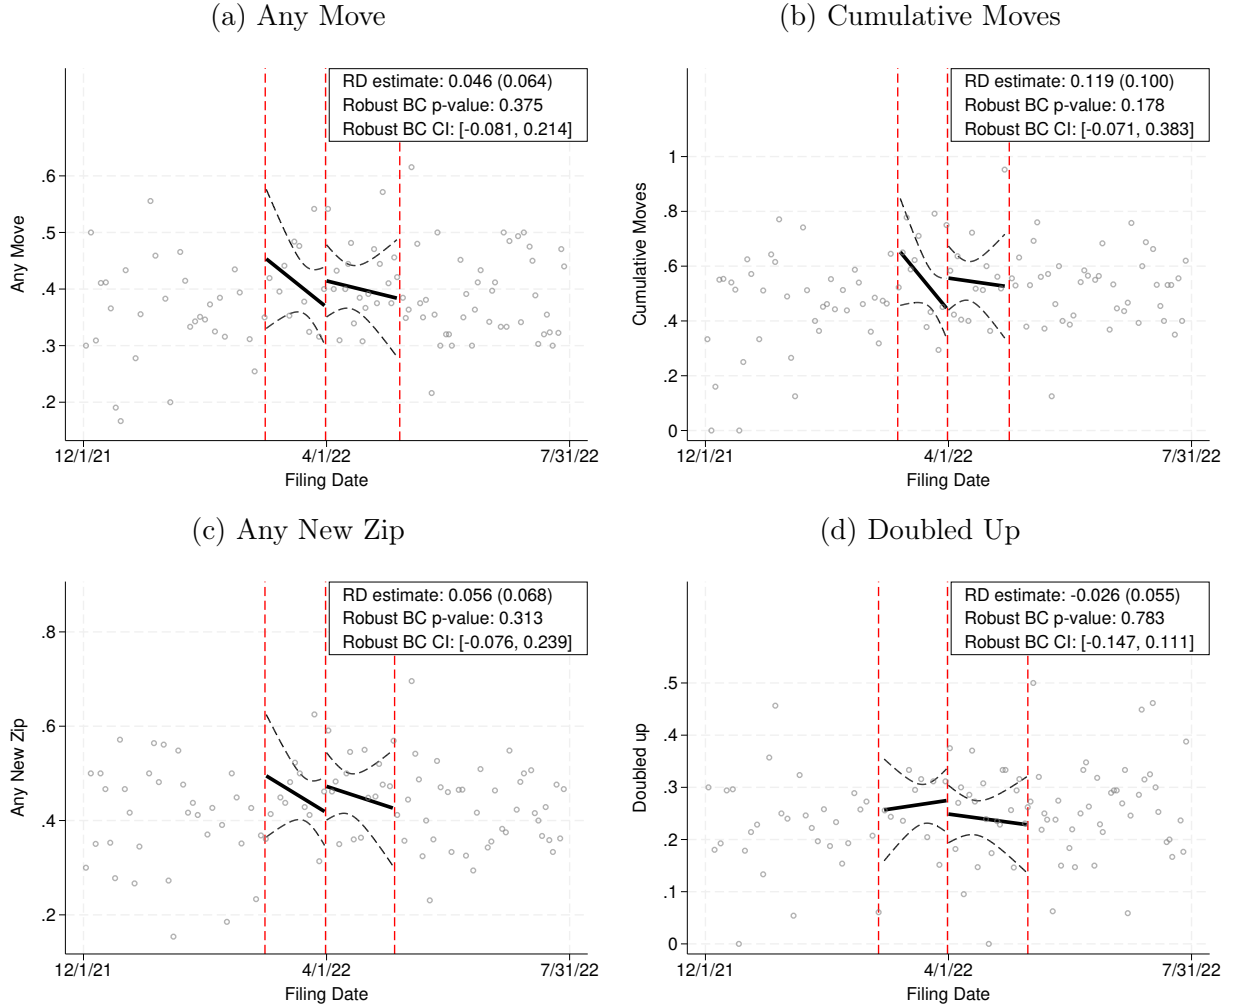 (a) Any Move
RD estimate: 0.046 (0.064)
Robust BC p-value: 0.375
Robust BC CI: [-0.081, 0.214]
.6
.5
.4
.3
.2
Any Move
12/1/21
4/1/22
7/31/22
Filing Date
(b) Cumulative Moves
RD estimate: 0.119 (0.100)
Robust BC p-value: 0.178
Robust BC CI: [-0.071, 0.383]
1
.8
.6
.4
.2
0
Cumulative Moves
12/1/21
4/1/22
7/31/22
Filing Date
(c) Any New Zip
RD estimate: 0.056 (0.068)
Robust BC p-value: 0.313
Robust BC CI: [-0.076, 0.239]
.8
.6
.4
.2
Any New Zip
12/1/21
4/1/22
7/31/22
Filing Date
(d) Doubled Up
RD estimate: -0.026 (0.055)
Robust BC p-value: 0.783
Robust BC CI: [-0.147, 0.111]
.5
.4
.3
.2
.1
0
Doubled up
12/1/21
4/1/22
7/31/22
Filing Date